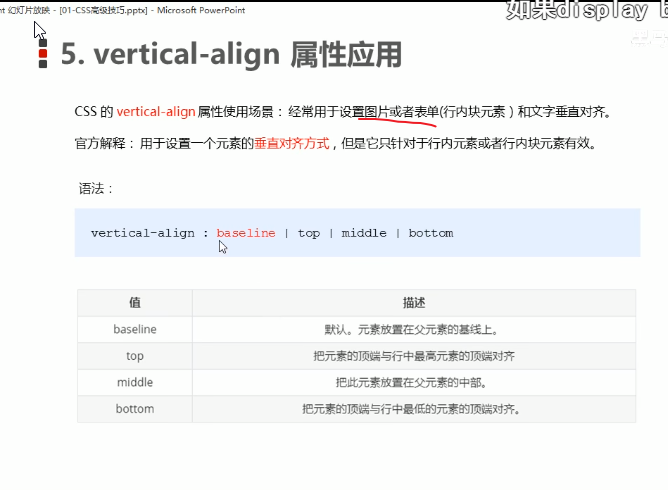 nt 幻灯片放映 - [01-CSS高级技巧.pptx] - Microsoft PowerPoint
如果display b
5. vertical-align 属性应用
CSS 的 vertical-align 属性使用场景： 经常用于设置图片或者表单(行内块元素 ）和文字垂直对齐。
官方解释： 用于设置一个元素的垂直对齐方式，但是它只针对于行内元素或者行内块元素有效。
语法：
vertical-align : baseline | top | middle | bottom
值 描述
baseline 默认。元素放置在父元素的基线上。
top 把元素的顶端与行中最高元素的顶端对齐
middle 把此元素放置在父元素的中部。
bottom 把元素的顶端与行中最低的元素的顶端对齐。